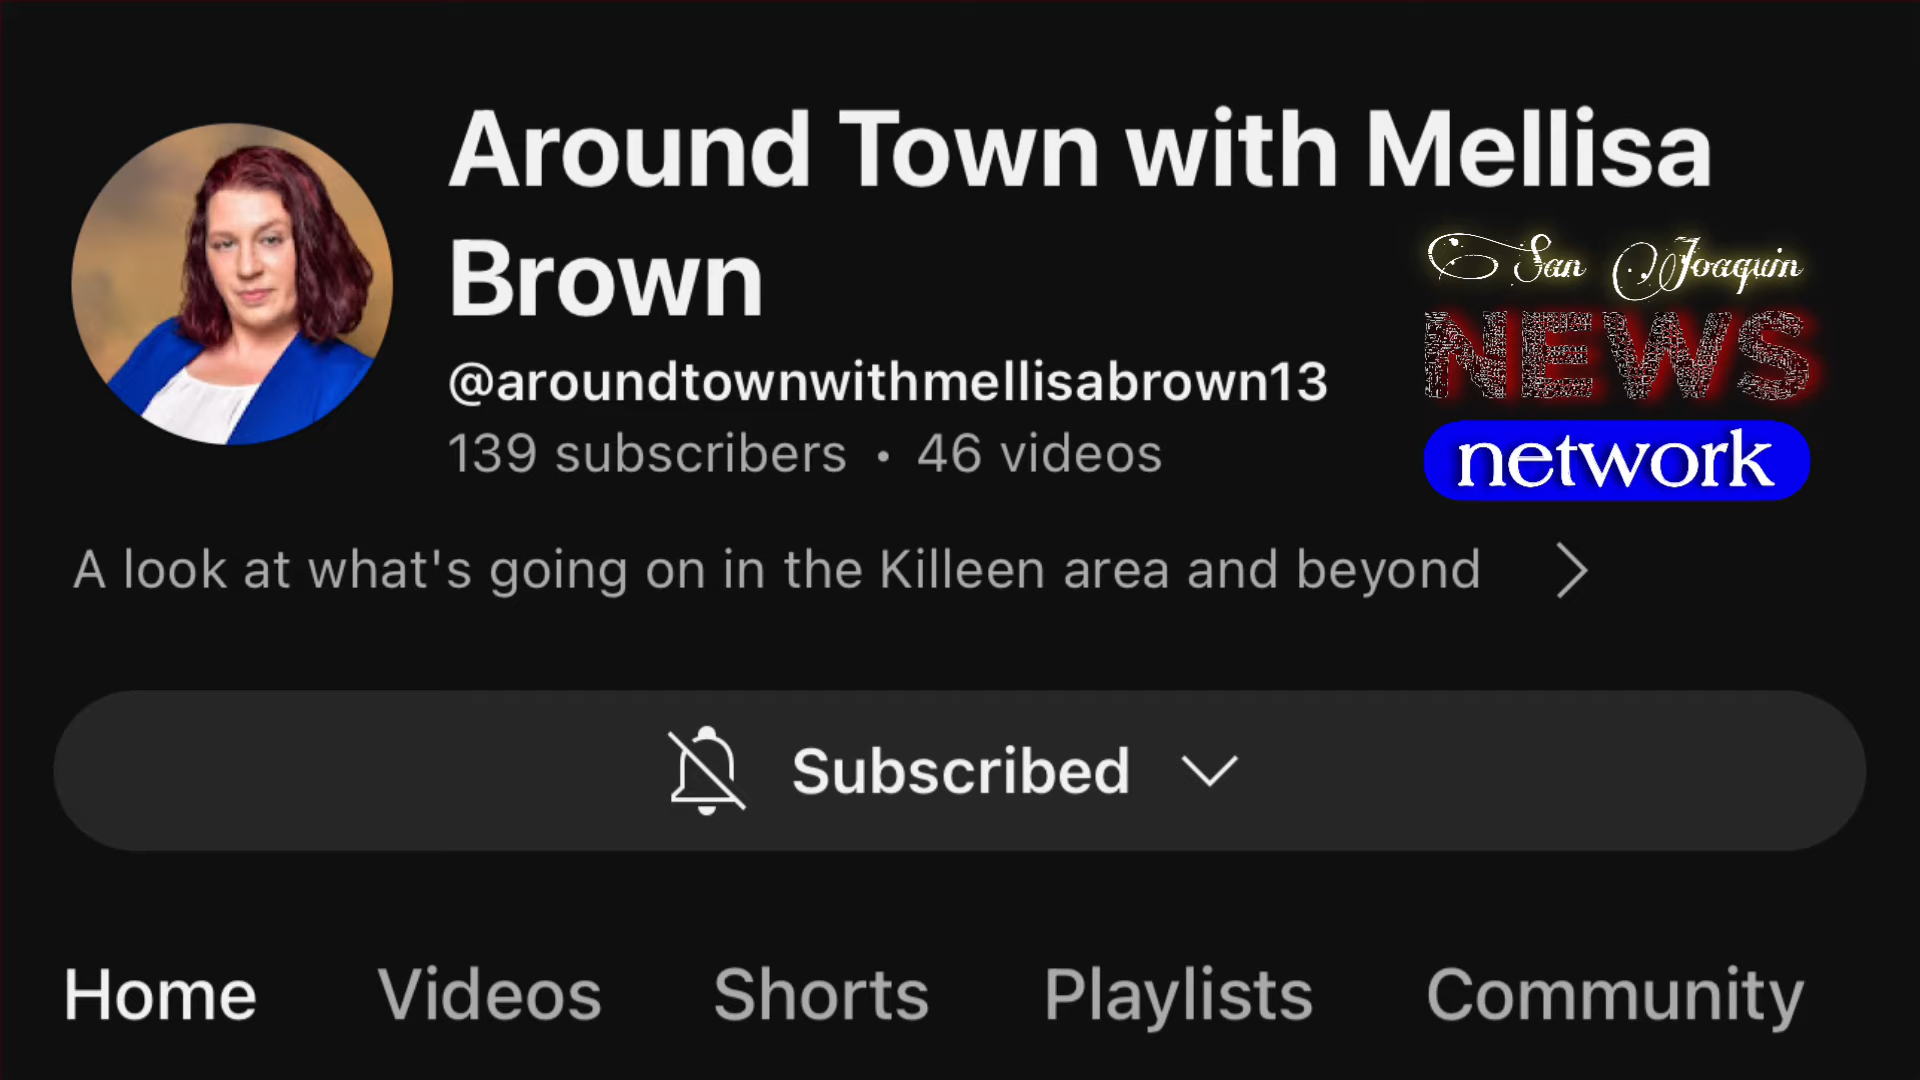 Around Town with Mellisa
Brown
@aroundtownwithmellisabrown13
139 subscribers • 46 videos
San Joaquin
NEWS
network
A look at what's going on in the Killeen area and beyond
Subscribed
Home Videos Shorts Playlists Community